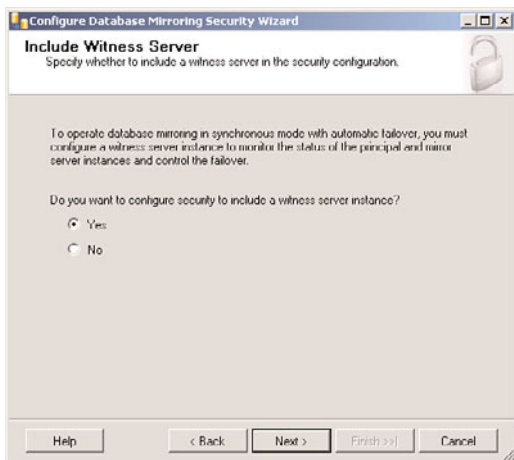 Configure Database Mirroring Security Wizard
Include Witness Server
Specify whether to include a witness server in the security configuration.
To operate database mirroring in synchronous mode with automatic failover, you must
configure a witness server instance to monitor the status of the principal and mirror
server instances and control the failover.
Do you want to configure security to include a witness server instance?
Yes
No
Help
< Back
Next >
Finish >>|
Cancel